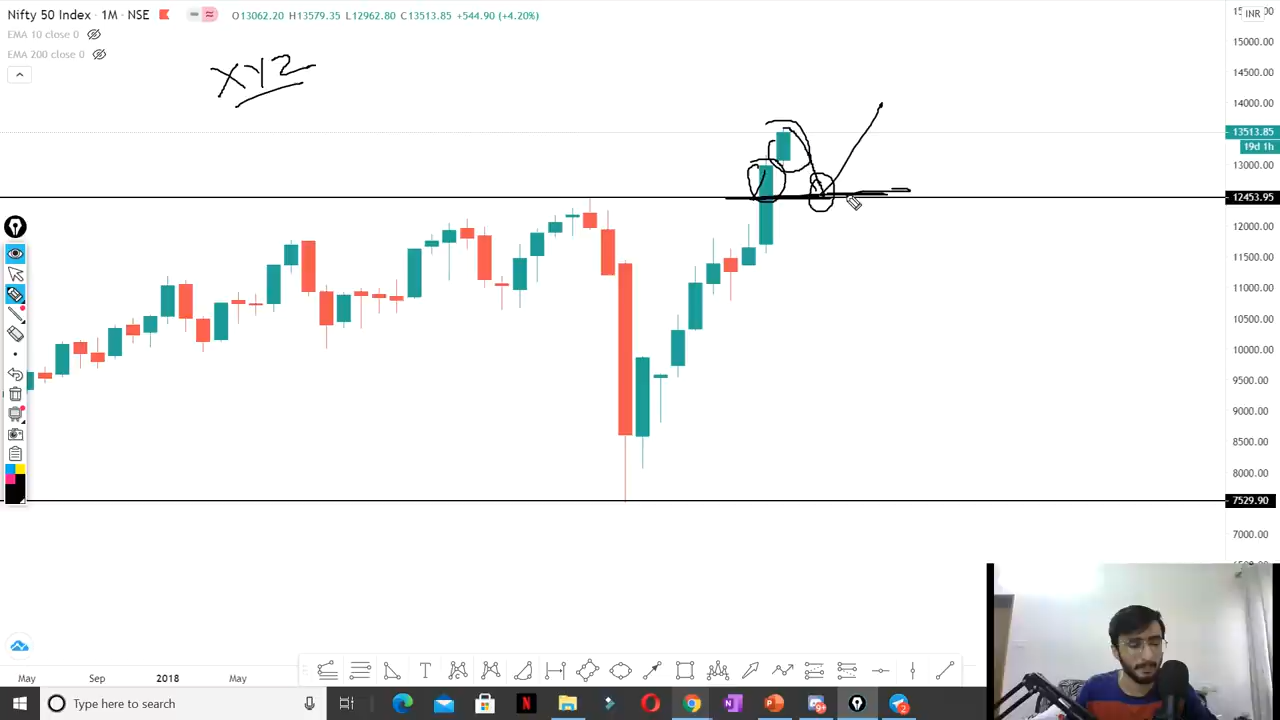 Nifty 50 Index · 1M · NSE O13062.20 H13579.35 L12962.80 C13513.85 +544.90 (+4.20%)
EMA 10 close 0
EMA 200 close 0
XYZ
INR
15000.00
14500.00
14000.00
13513.85
19d 1h
13000.00
12453.95
12000.00
11500.00
11000.00
10500.00
10000.00
9500.00
9000.00
8500.00
8000.00
7529.90
7000.00
May Sep 2018 May
Type here to search